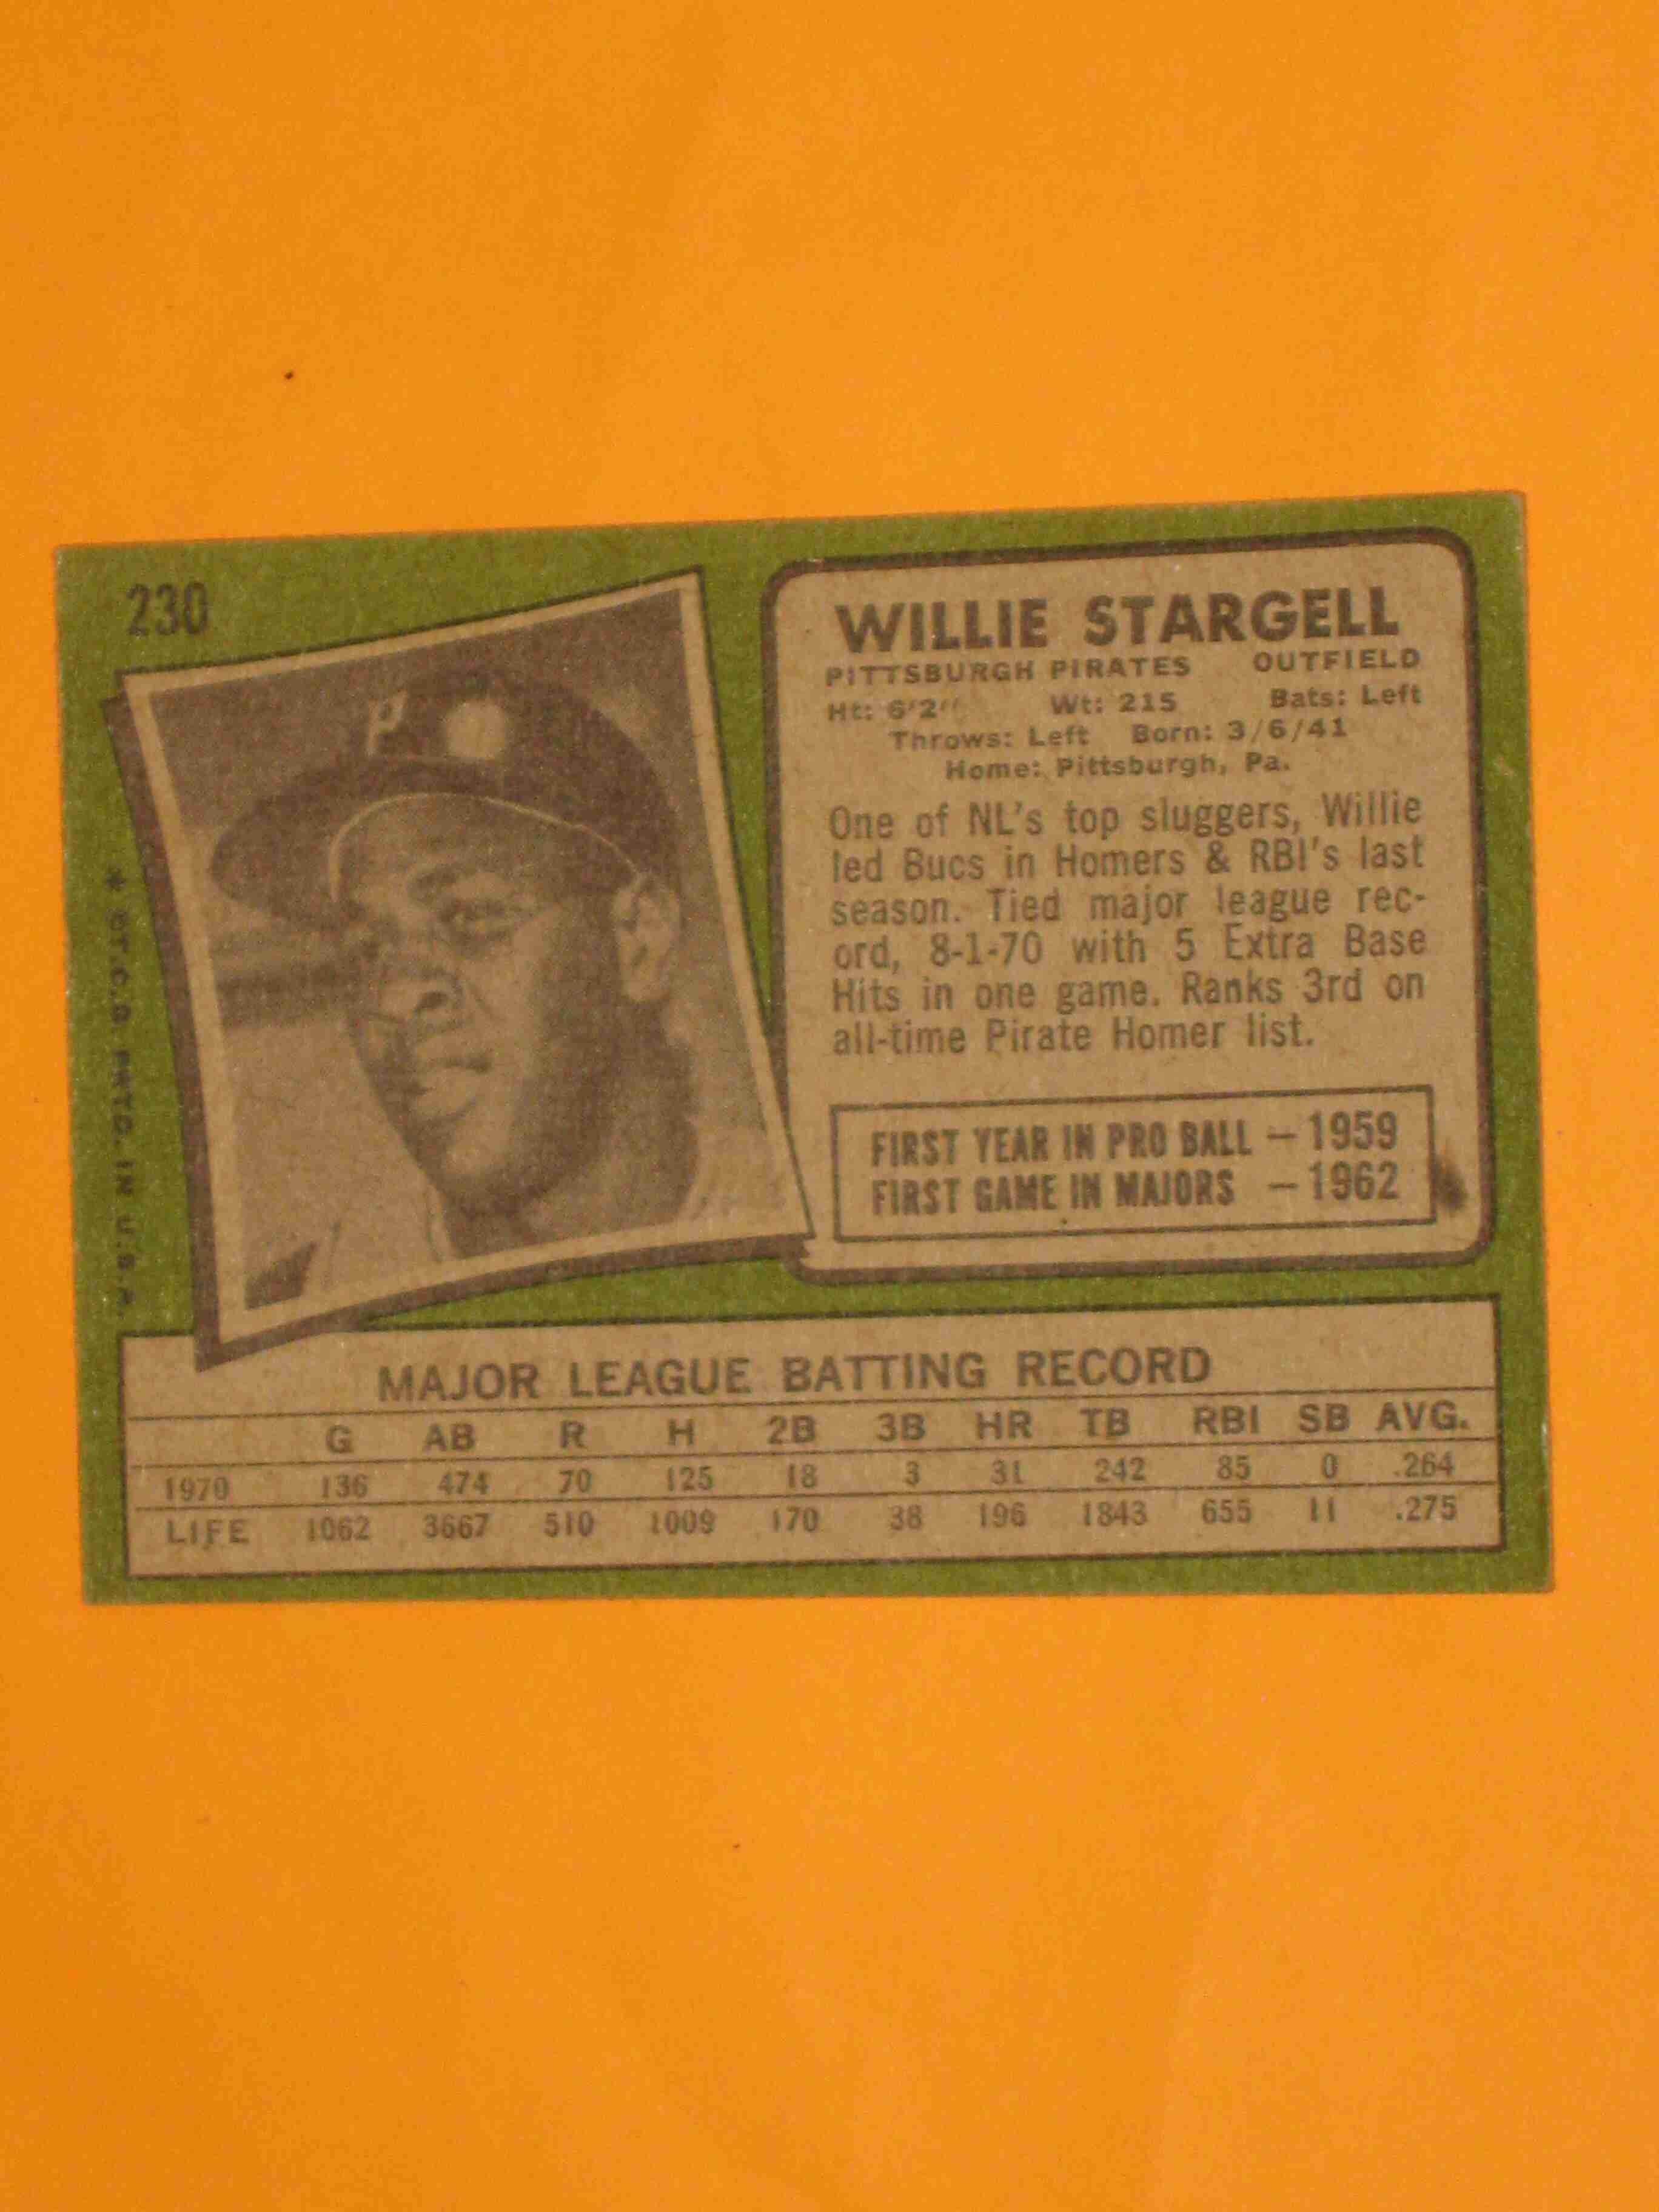 230
WILLIE STARGELL
PITTSBURGH PIRATES OUTFIELD
Ht: 6'2" Wt: 215 Bats: Left
Throws: Left Born: 3/6/41
Home: Pittsburgh, Pa.
One of NL's top sluggers, Willie
led Bucs in Homers & RBI's last
season. Tied major league rec-
ord, 8-1-70 with 5 Extra Base
Hits in one game. Ranks 3rd on
all-time Pirate Homer list.
FIRST YEAR IN PRO BALL — 1959
FIRST GAME IN MAJORS — 1962
* ©T.C.G. PRTD. IN U.S.A.
MAJOR LEAGUE BATTING RECORD
G AB R H 2B 3B HR TB RBI SB AVG.
1970 136 474 70 125 18 3 31 242 85 0 .264
LIFE 1062 3667 510 1009 170 38 196 1843 655 11 .275
P